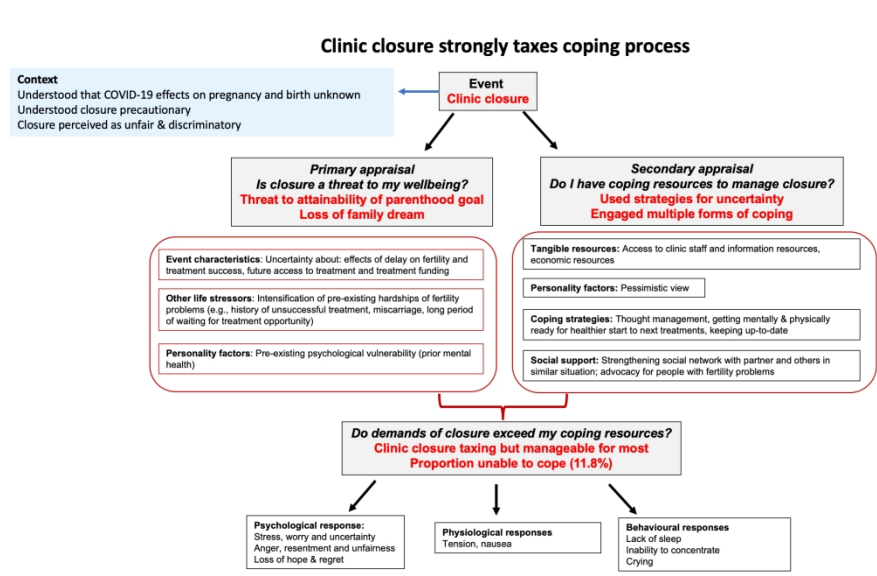 Clinic closure strongly taxes coping process
Context
Understood that COVID-19 effects on pregnancy and birth unknown
Understood closure precautionary
Closure perceived as unfair & discriminatory
Event
Clinic closure
Primary appraisal
Is closure a threat to my wellbeing?
Threat to attainability of parenthood goal
Loss of family dream
Secondary appraisal
Do I have coping resources to manage closure?
Used strategies for uncertainty
Engaged multiple forms of coping
Event characteristics: Uncertainty about: effects of delay on fertility and
treatment success, future access to treatment and treatment funding
Other life stressors: Intensification of pre-existing hardships of fertility
problems (e.g., history of unsuccessful treatment, miscarriage, long period
of waiting for treatment opportunity)
Personality factors: Pre-existing psychological vulnerability (prior mental
health)
Tangible resources: Access to clinic staff and information resources,
economic resources
Personality factors: Pessimistic view
Coping strategies: Thought management, getting mentally & physically
ready for healthier start to next treatments, keeping up-to-date
Social support: Strengthening social network with partner and others in
similar situation; advocacy for people with fertility problems
Do demands of closure exceed my coping resources?
Clinic closure taxing but manageable for most
Proportion unable to cope (11.8%)
Psychological response:
Stress, worry and uncertainty
Anger, resentment and unfairness
Loss of hope & regret
Physiological responses
Tension, nausea
Behavioural responses
Lack of sleep
Inability to concentrate
Crying